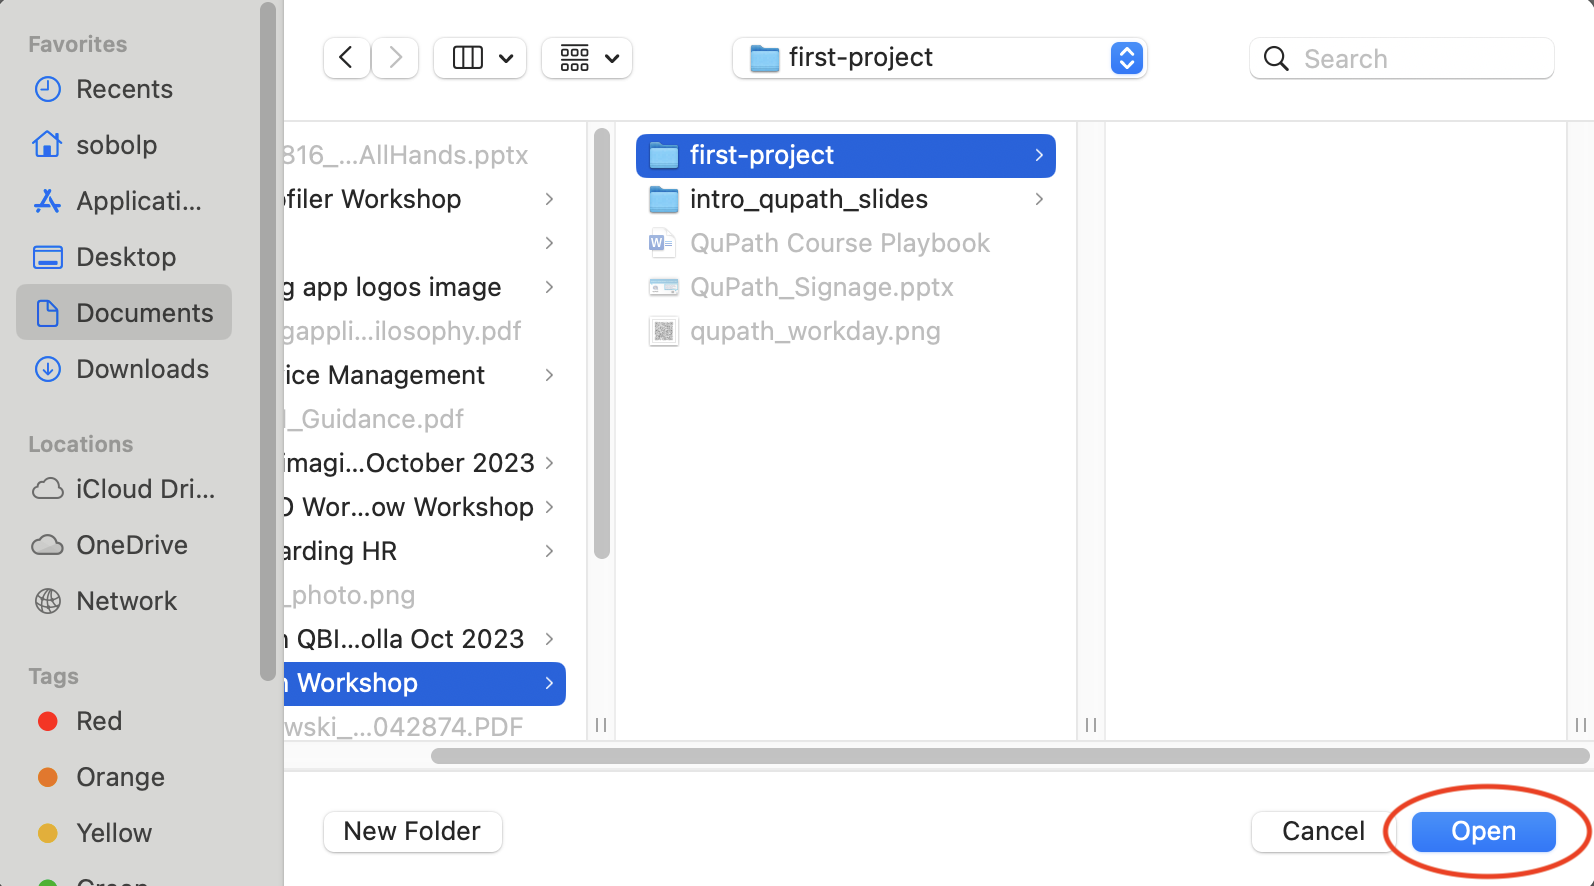 Favorites
Recents
sobolp
Applicati...
Desktop
Documents
Downloads
Locations
iCloud Dri...
OneDrive
Network
Tags
Red
Orange
Yellow
Green
first-project
Search
816_...AllHands.pptx
ofiler Workshop
g app logos image
gappli...ilosophy.pdf
ice Management
l_Guidance.pdf
imagi...October 2023
O Wor...ow Workshop
arding HR
_photo.png
n QBI...olla Oct 2023
n Workshop
wski_...042874.PDF
first-project
intro_qupath_slides
QuPath Course Playbook
QuPath_Signage.pptx
qupath_workday.png
New Folder
Cancel
Open